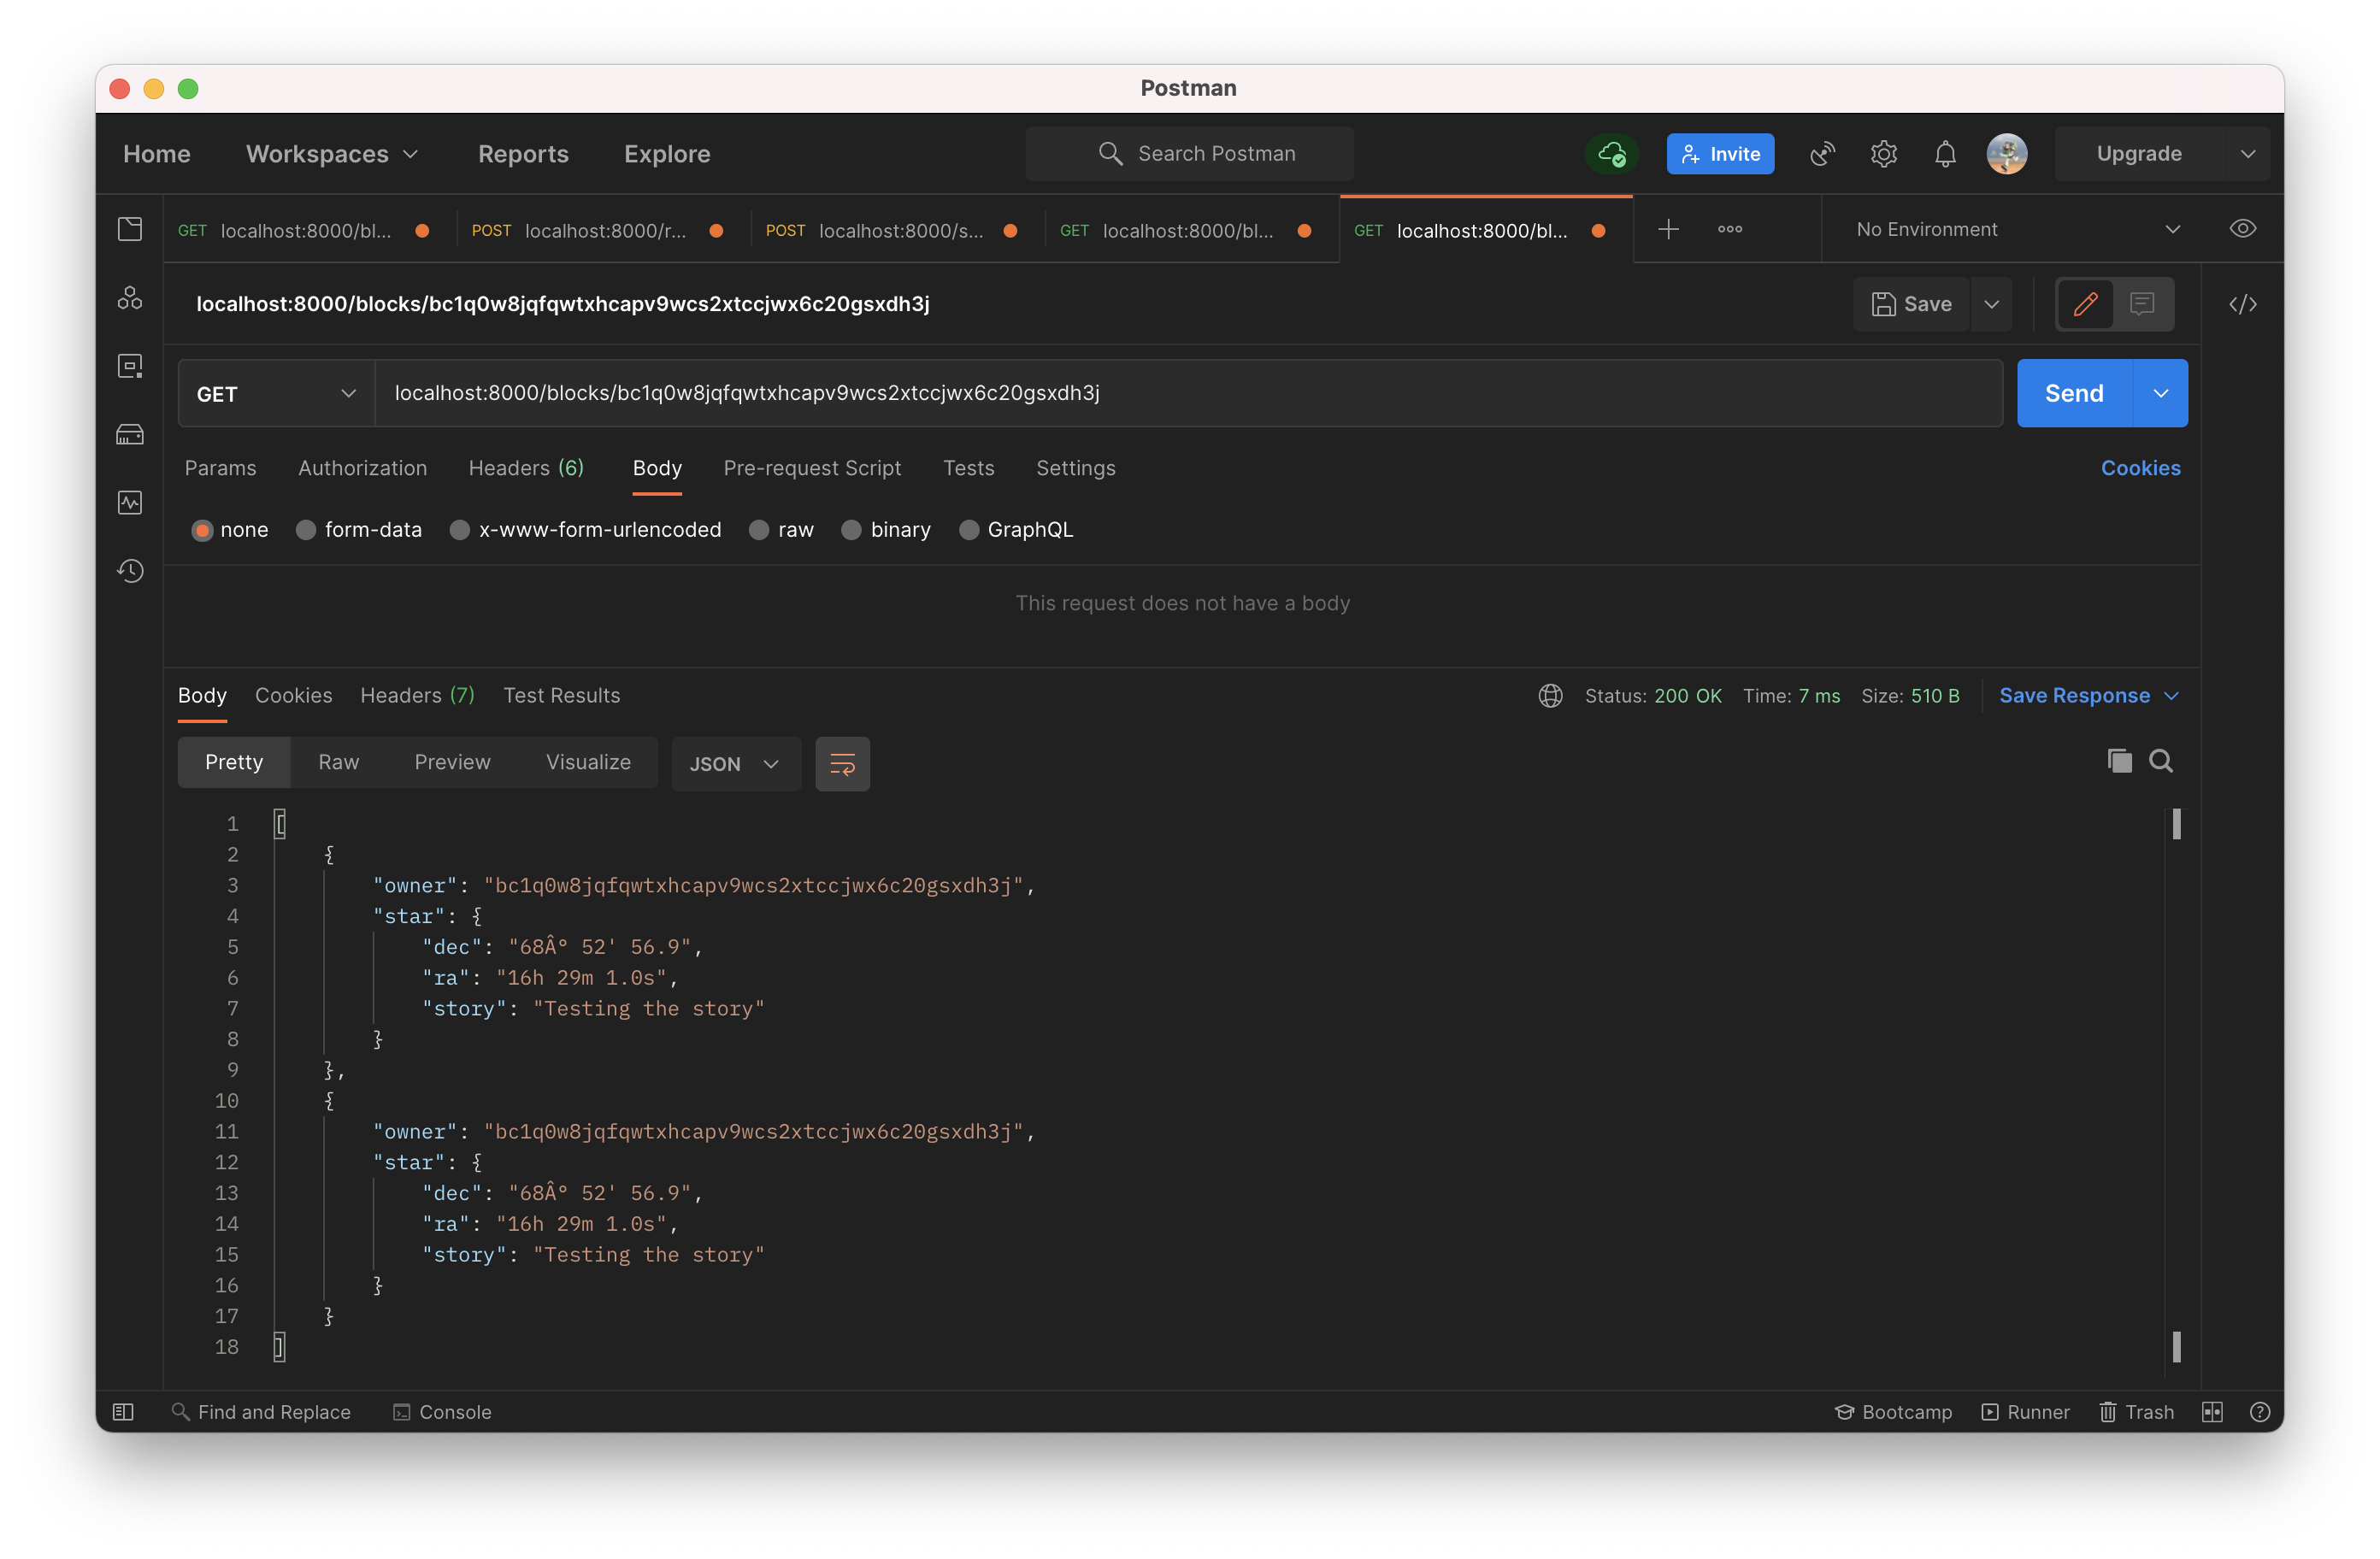 Postman
Home Workspaces Reports Explore Search Postman Invite Upgrade
GET localhost:8000/bl... POST localhost:8000/r... POST localhost:8000/s... GET localhost:8000/bl... GET localhost:8000/bl... No Environment
localhost:8000/blocks/bc1q0w8jqfqwtxhcapv9wcs2xtccjwx6c20gsxdh3j Save
GET localhost:8000/blocks/bc1q0w8jqfqwtxhcapv9wcs2xtccjwx6c20gsxdh3j Send
Params Authorization Headers (6) Body Pre-request Script Tests Settings Cookies
none form-data x-www-form-urlencoded raw binary GraphQL
This request does not have a body
Body Cookies Headers (7) Test Results Status: 200 OK Time: 7 ms Size: 510 B Save Response
Pretty Raw Preview Visualize JSON
1 [
2 {
3 "owner": "bc1q0w8jqfqwtxhcapv9wcs2xtccjwx6c20gsxdh3j",
4 "star": {
5 "dec": "68Â° 52' 56.9",
6 "ra": "16h 29m 1.0s",
7 "story": "Testing the story"
8 }
9 },
10 {
11 "owner": "bc1q0w8jqfqwtxhcapv9wcs2xtccjwx6c20gsxdh3j",
12 "star": {
13 "dec": "68Â° 52' 56.9",
14 "ra": "16h 29m 1.0s",
15 "story": "Testing the story"
16 }
17 }
18 ]
Find and Replace Console Bootcamp Runner Trash